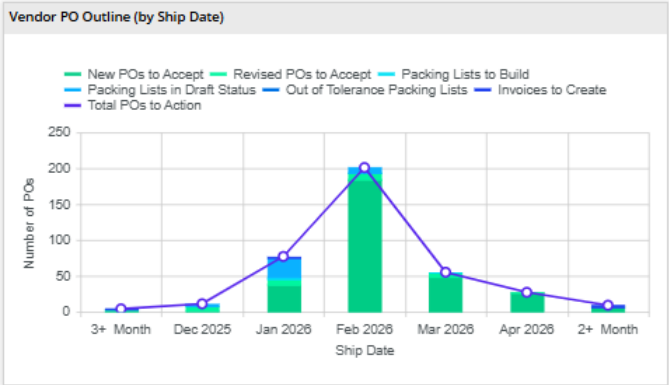 Vendor PO Outline (by Ship Date)
New POs to Accept Revised POs to Accept Packing Lists to Build
Packing Lists in Draft Status Out of Tolerance Packing Lists Invoices to Create
Total POs to Action
250
200
150
100
50
0
Number of POs
3+ Month Dec 2025 Jan 2026 Feb 2026 Mar 2026 Apr 2026 2+ Month
Ship Date